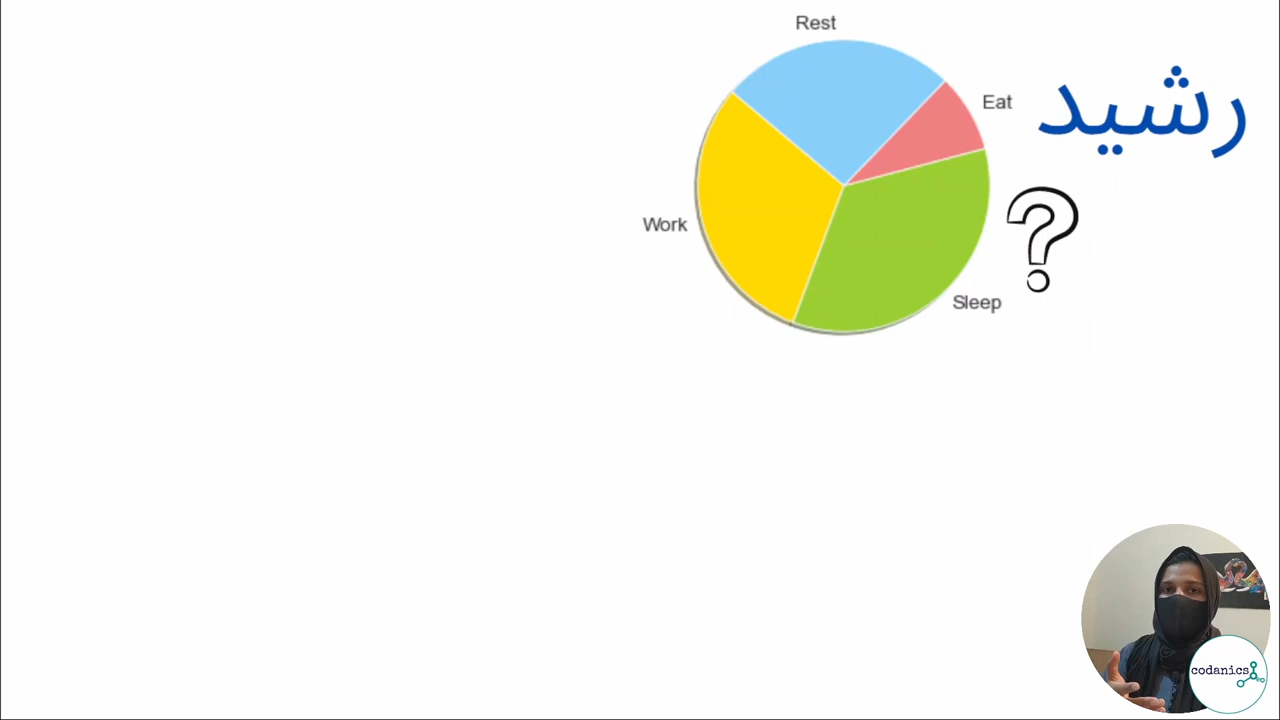 Rest
Eat
رشید
Work
?
Sleep
codanics